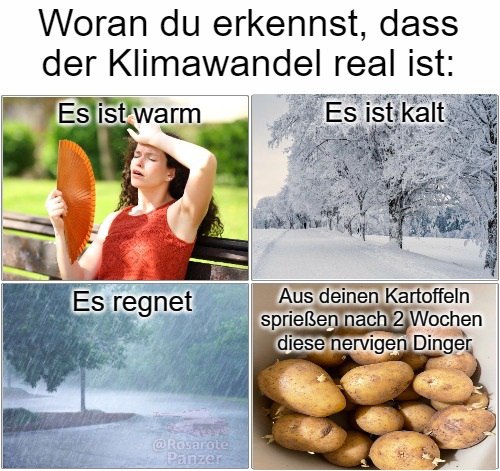 Woran du erkennst, dass
der Klimawandel real ist:
Es ist warm
Es ist kalt
Es regnet
Aus deinen Kartoffeln
sprießen nach 2 Wochen
diese nervigen Dinger
@Rosarote
Panzer